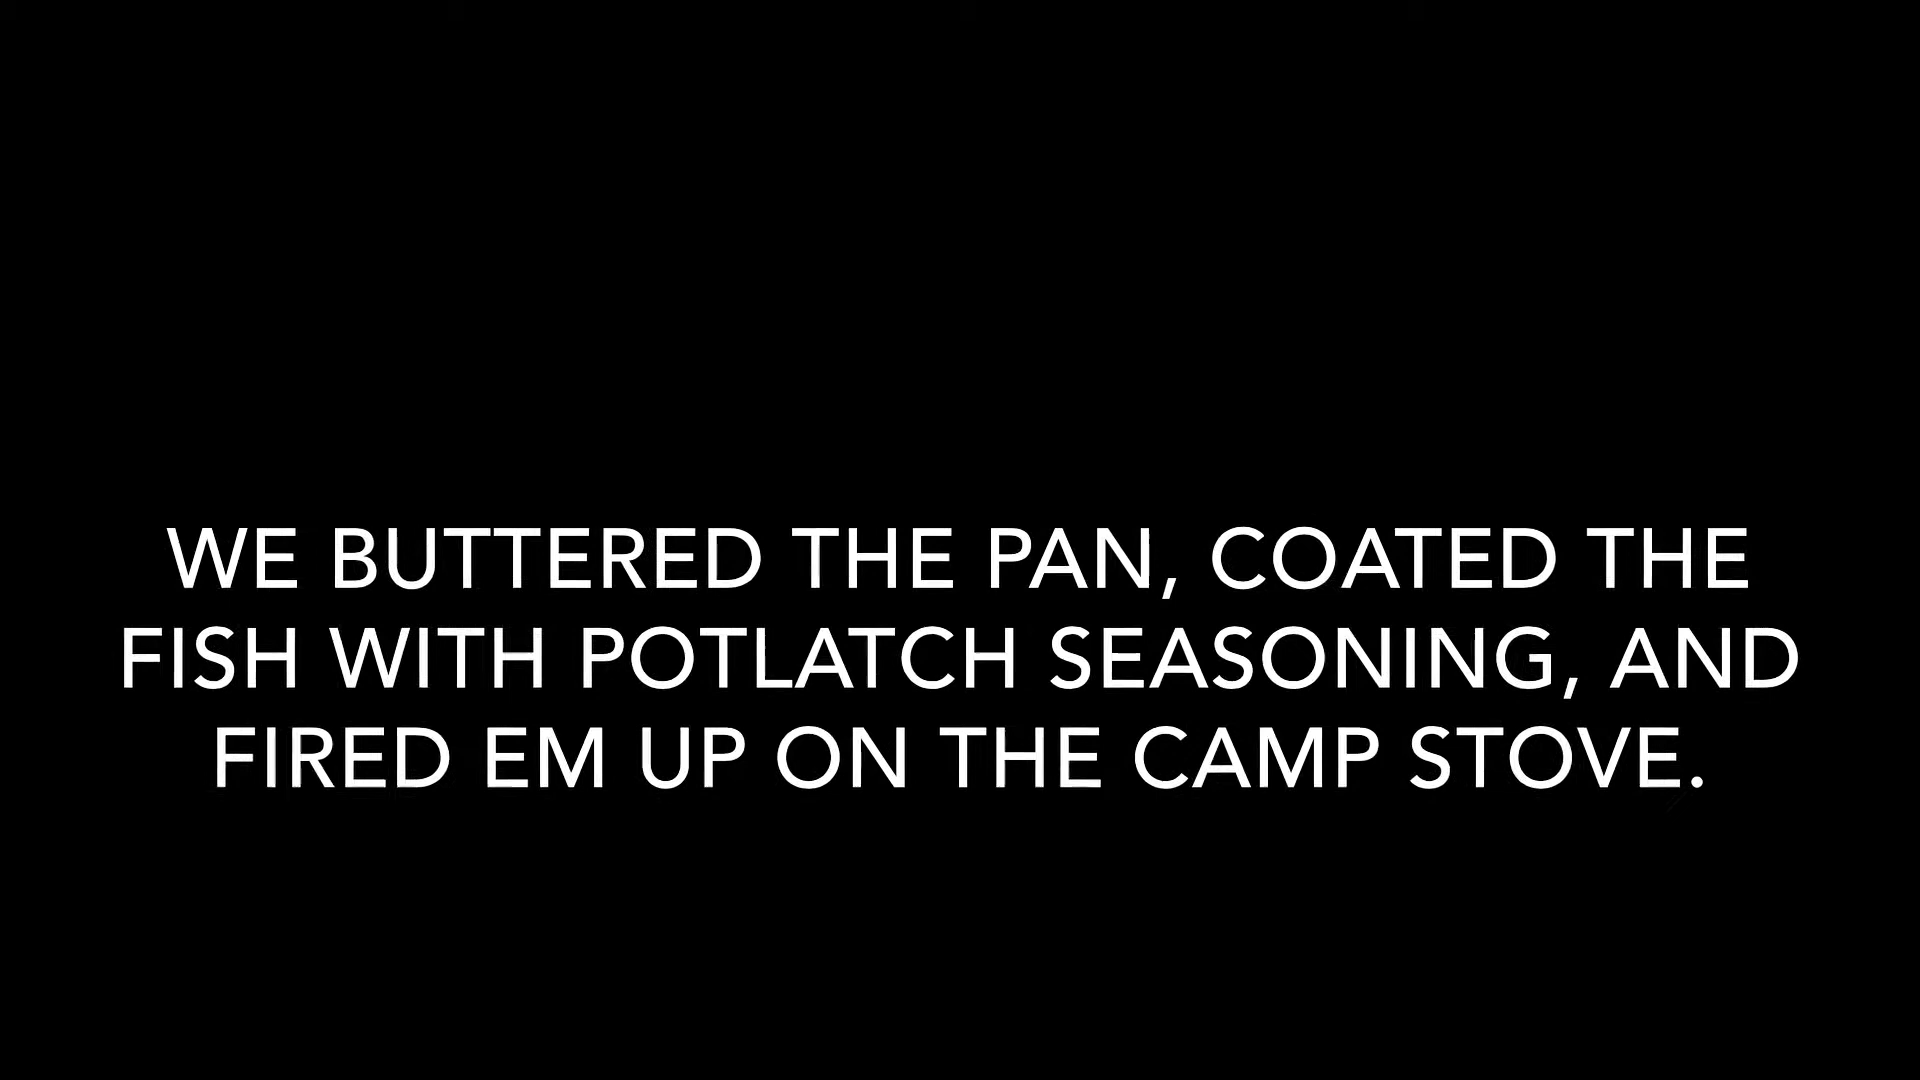 WE BUTTERED THE PAN, COATED THE
FISH WITH POTLATCH SEASONING, AND
FIRED EM UP ON THE CAMP STOVE.